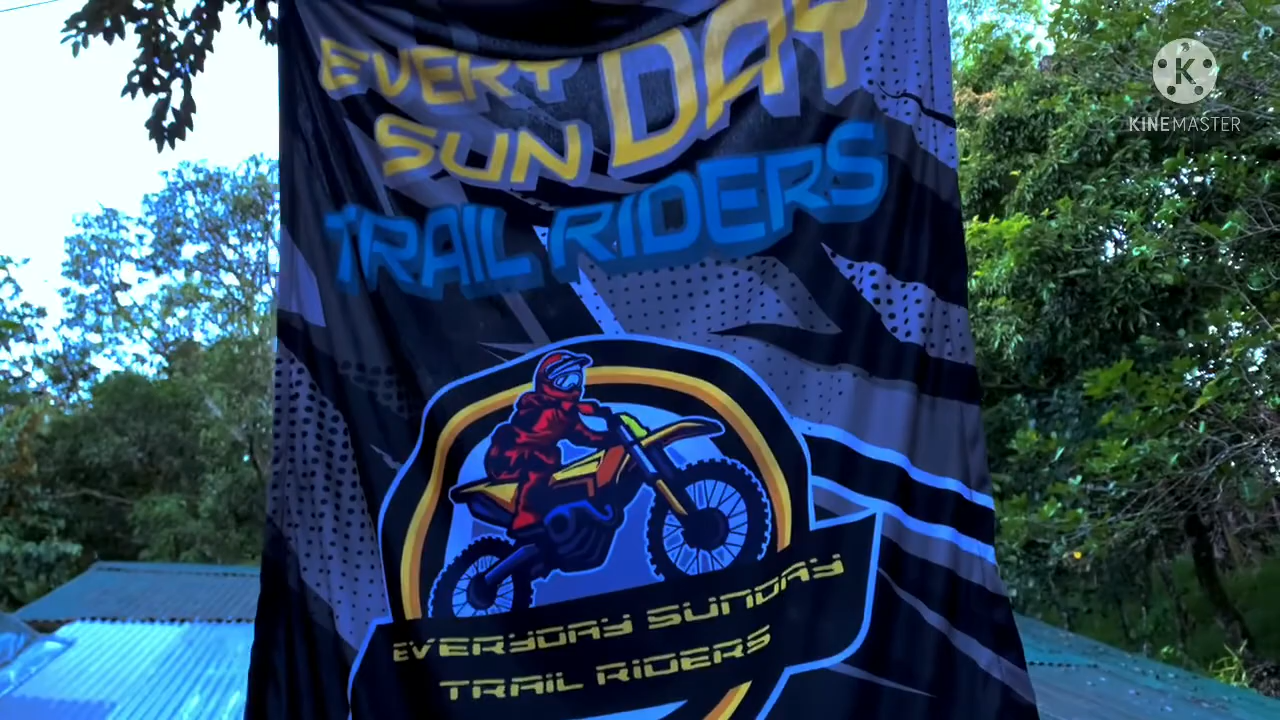 EVERY
SUN DAY
TRAIL RIDERS
EVERYDAY SUNDAY
TRAIL RIDERS
K
KINEMASTER